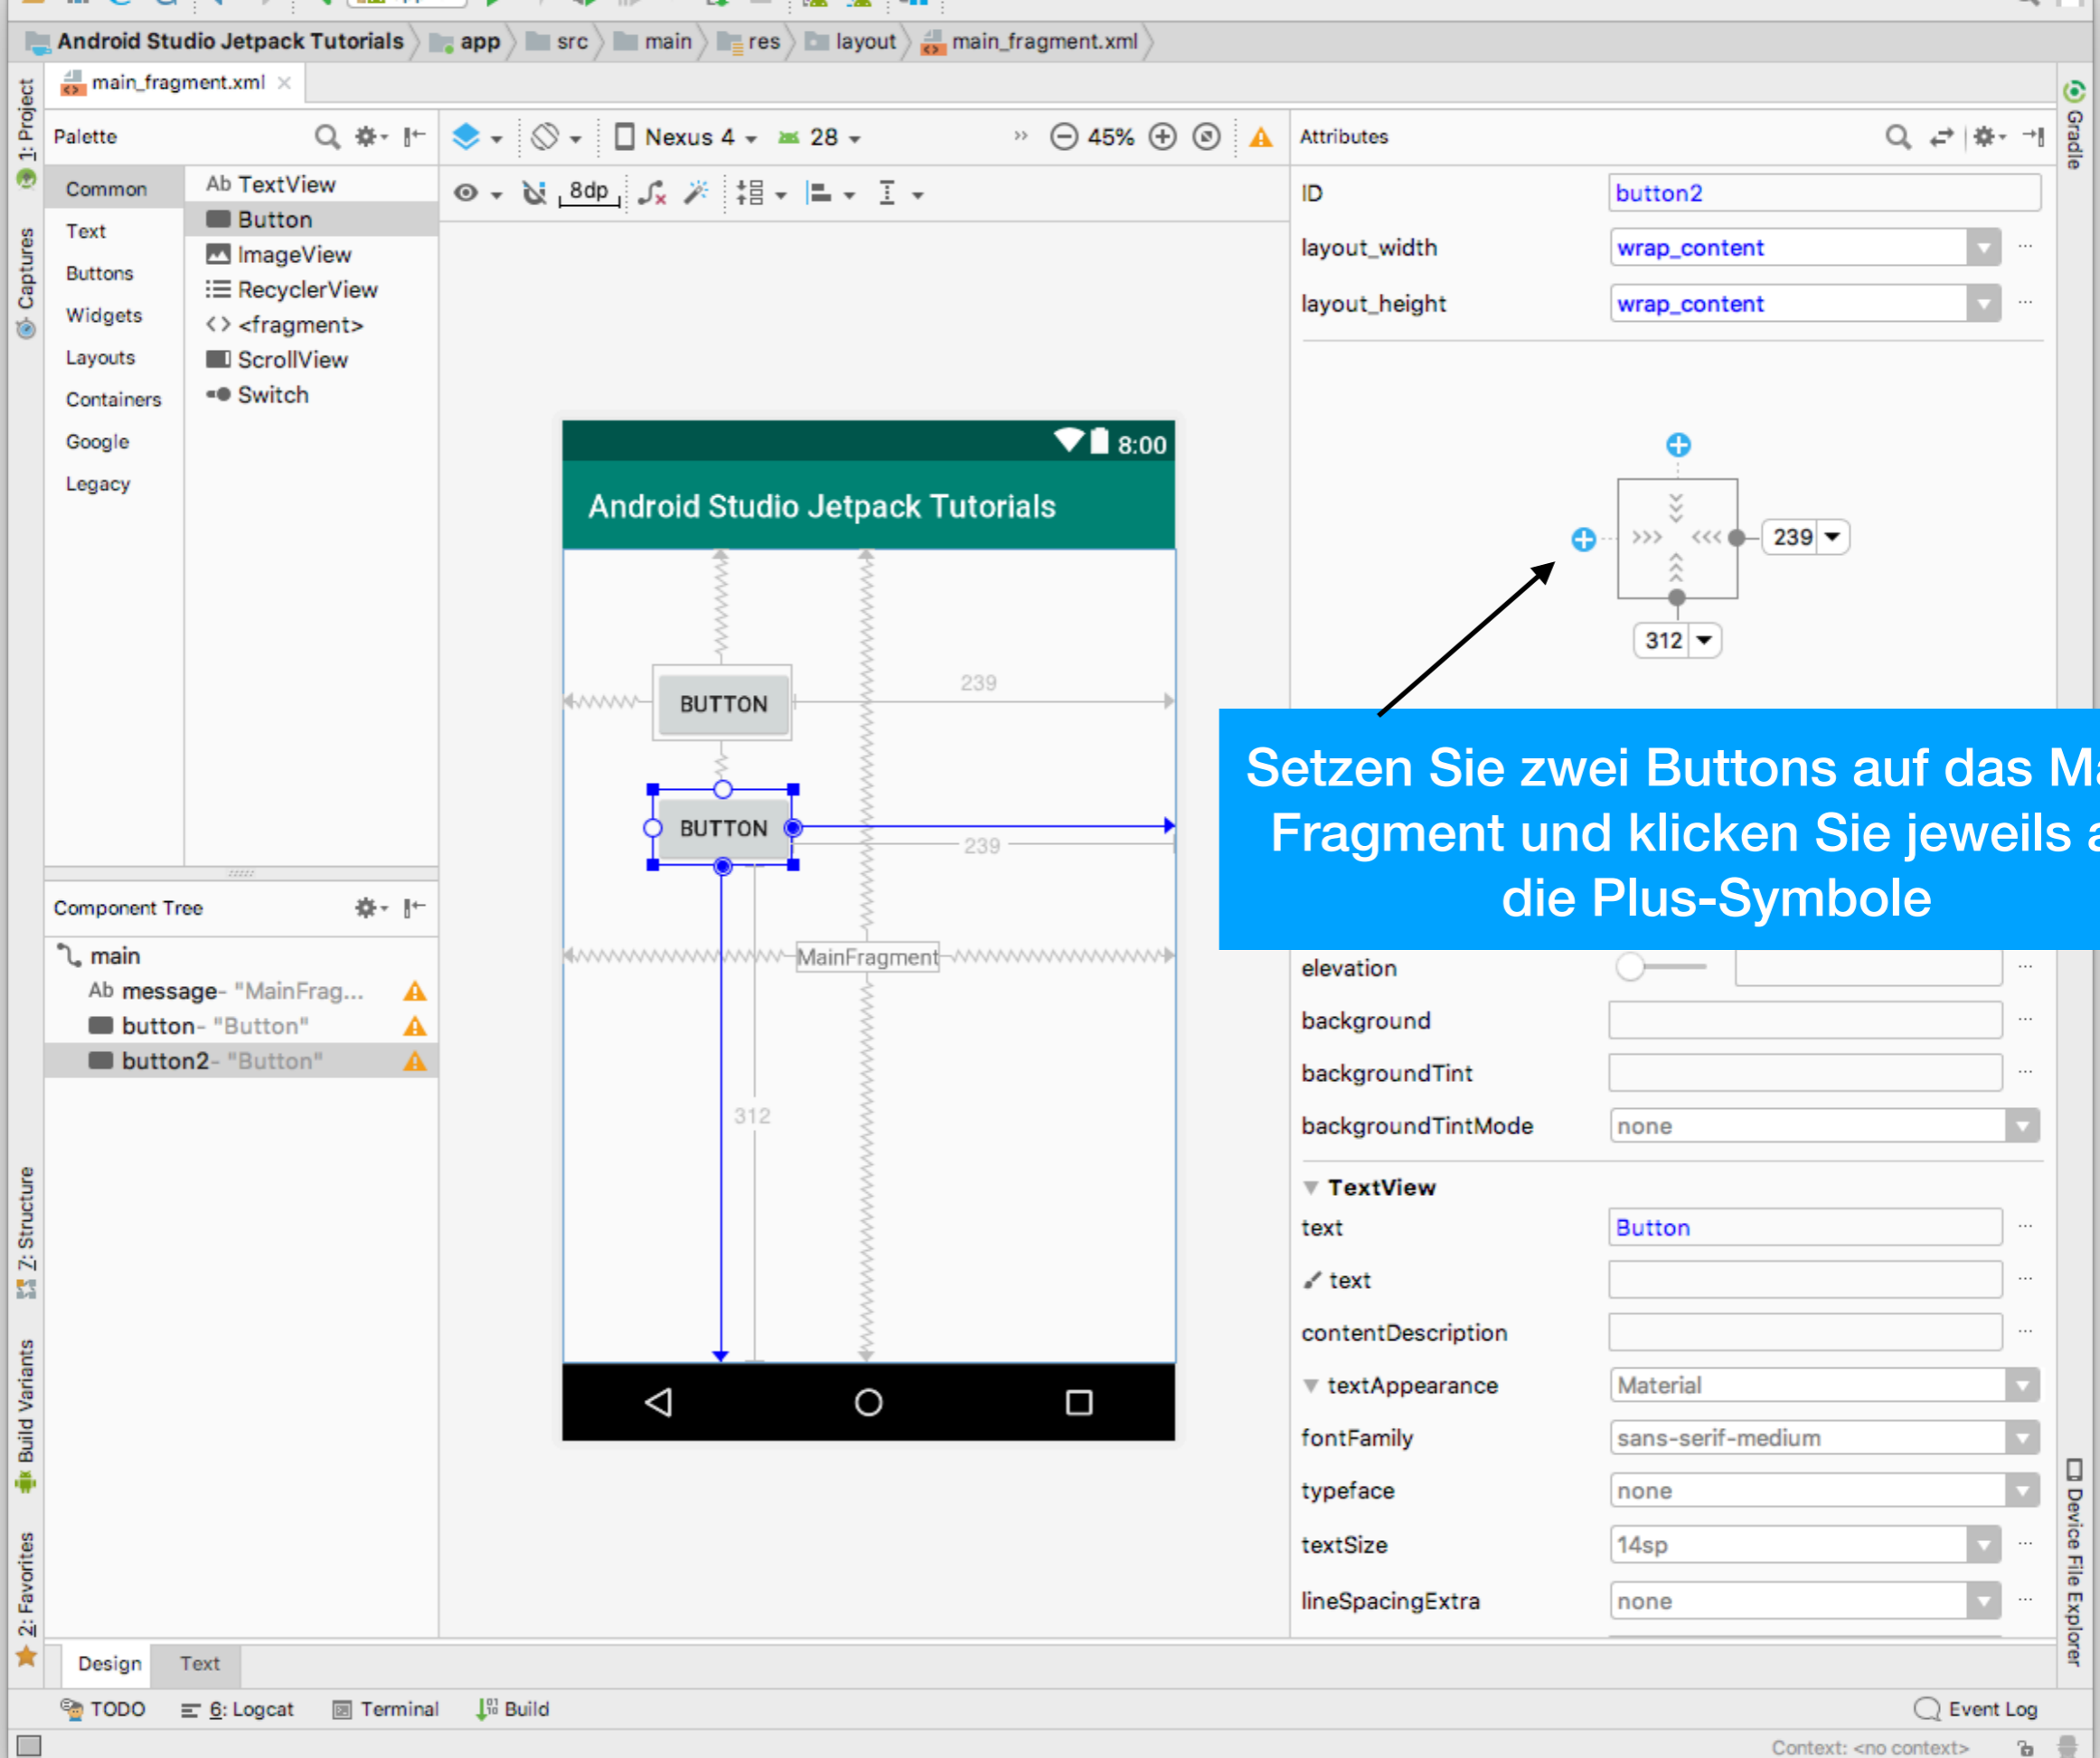 Android Studio Jetpack Tutorials app src main res layout main_fragment.xml
main_fragment.xml
1: Project
Captures
Palette
Common
Text
Buttons
Widgets
Layouts
Containers
Google
Legacy
Ab TextView
Button
ImageView
RecyclerView
<fragment>
ScrollView
Switch
Nexus 4 28 45%
8dp
8:00
Android Studio Jetpack Tutorials
BUTTON
239
BUTTON
239
MainFragment
312
Attributes
ID button2
layout_width wrap_content
layout_height wrap_content
239
312
Setzen Sie zwei Buttons auf das
Fragment und klicken Sie jeweils
die Plus-Symbole
elevation
background
backgroundTint
backgroundTintMode none
TextView
text Button
text
contentDescription
textAppearance Material
fontFamily sans-serif-medium
typeface none
textSize 14sp
lineSpacingExtra none
Component Tree
main
Ab message- "MainFrag...
button- "Button"
button2- "Button"
7: Structure
Build Variants
2: Favorites
Gradle
Device File Explorer
Design Text
TODO 6: Logcat Terminal Build Event Log
Context: <no context>